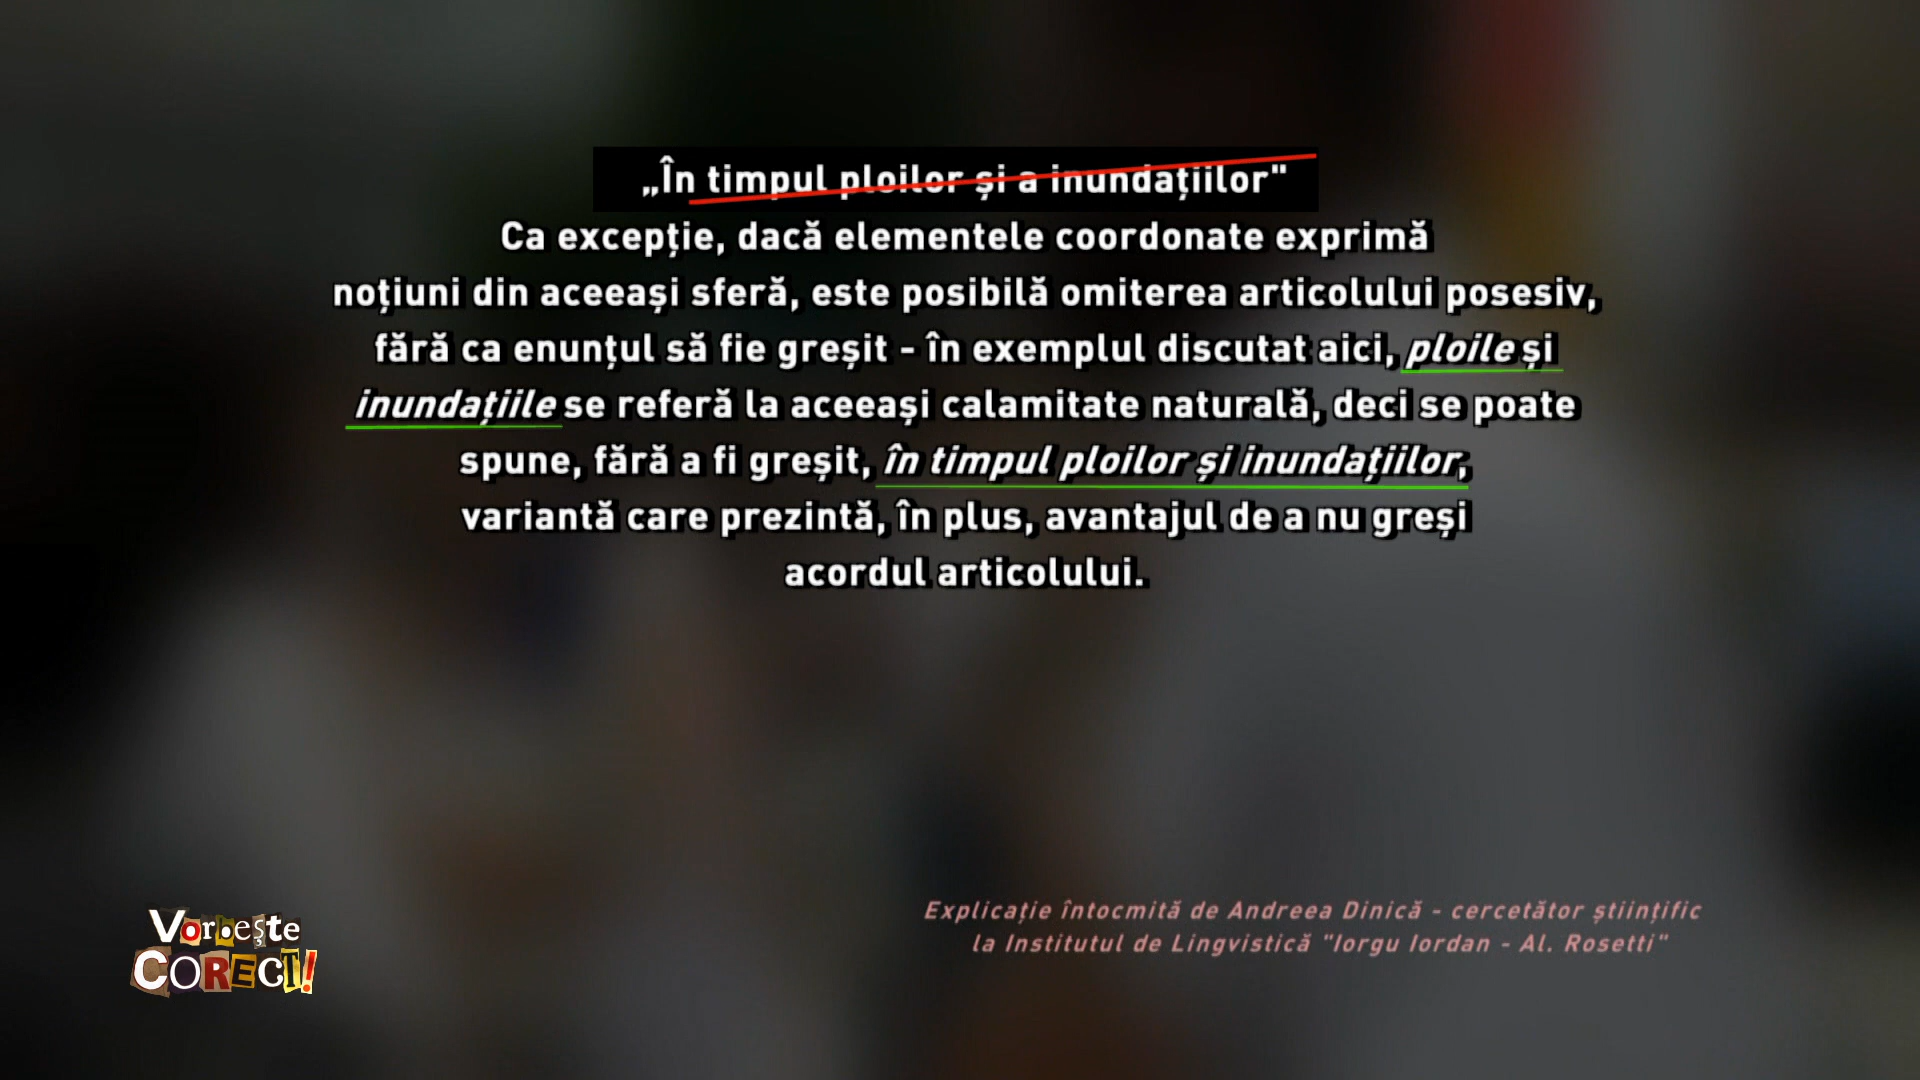 „În timpul ploilor și a inundațiilor"
Ca excepție, dacă elementele coordonate exprimă
noțiuni din aceeași sferă, este posibilă omiterea articolului posesiv,
fără ca enunțul să fie greșit - în exemplul discutat aici, ploile și
inundațiile se referă la aceeași calamitate naturală, deci se poate
spune, fără a fi greșit, în timpul ploilor și inundațiilor,
variantă care prezintă, în plus, avantajul de a nu greși
acordul articolului.
Explicație întocmită de Andreea Dinică - cercetător științific
la Institutul de Lingvistică "Iorgu Iordan - Al. Rosetti"
Vorbește
CORECT!